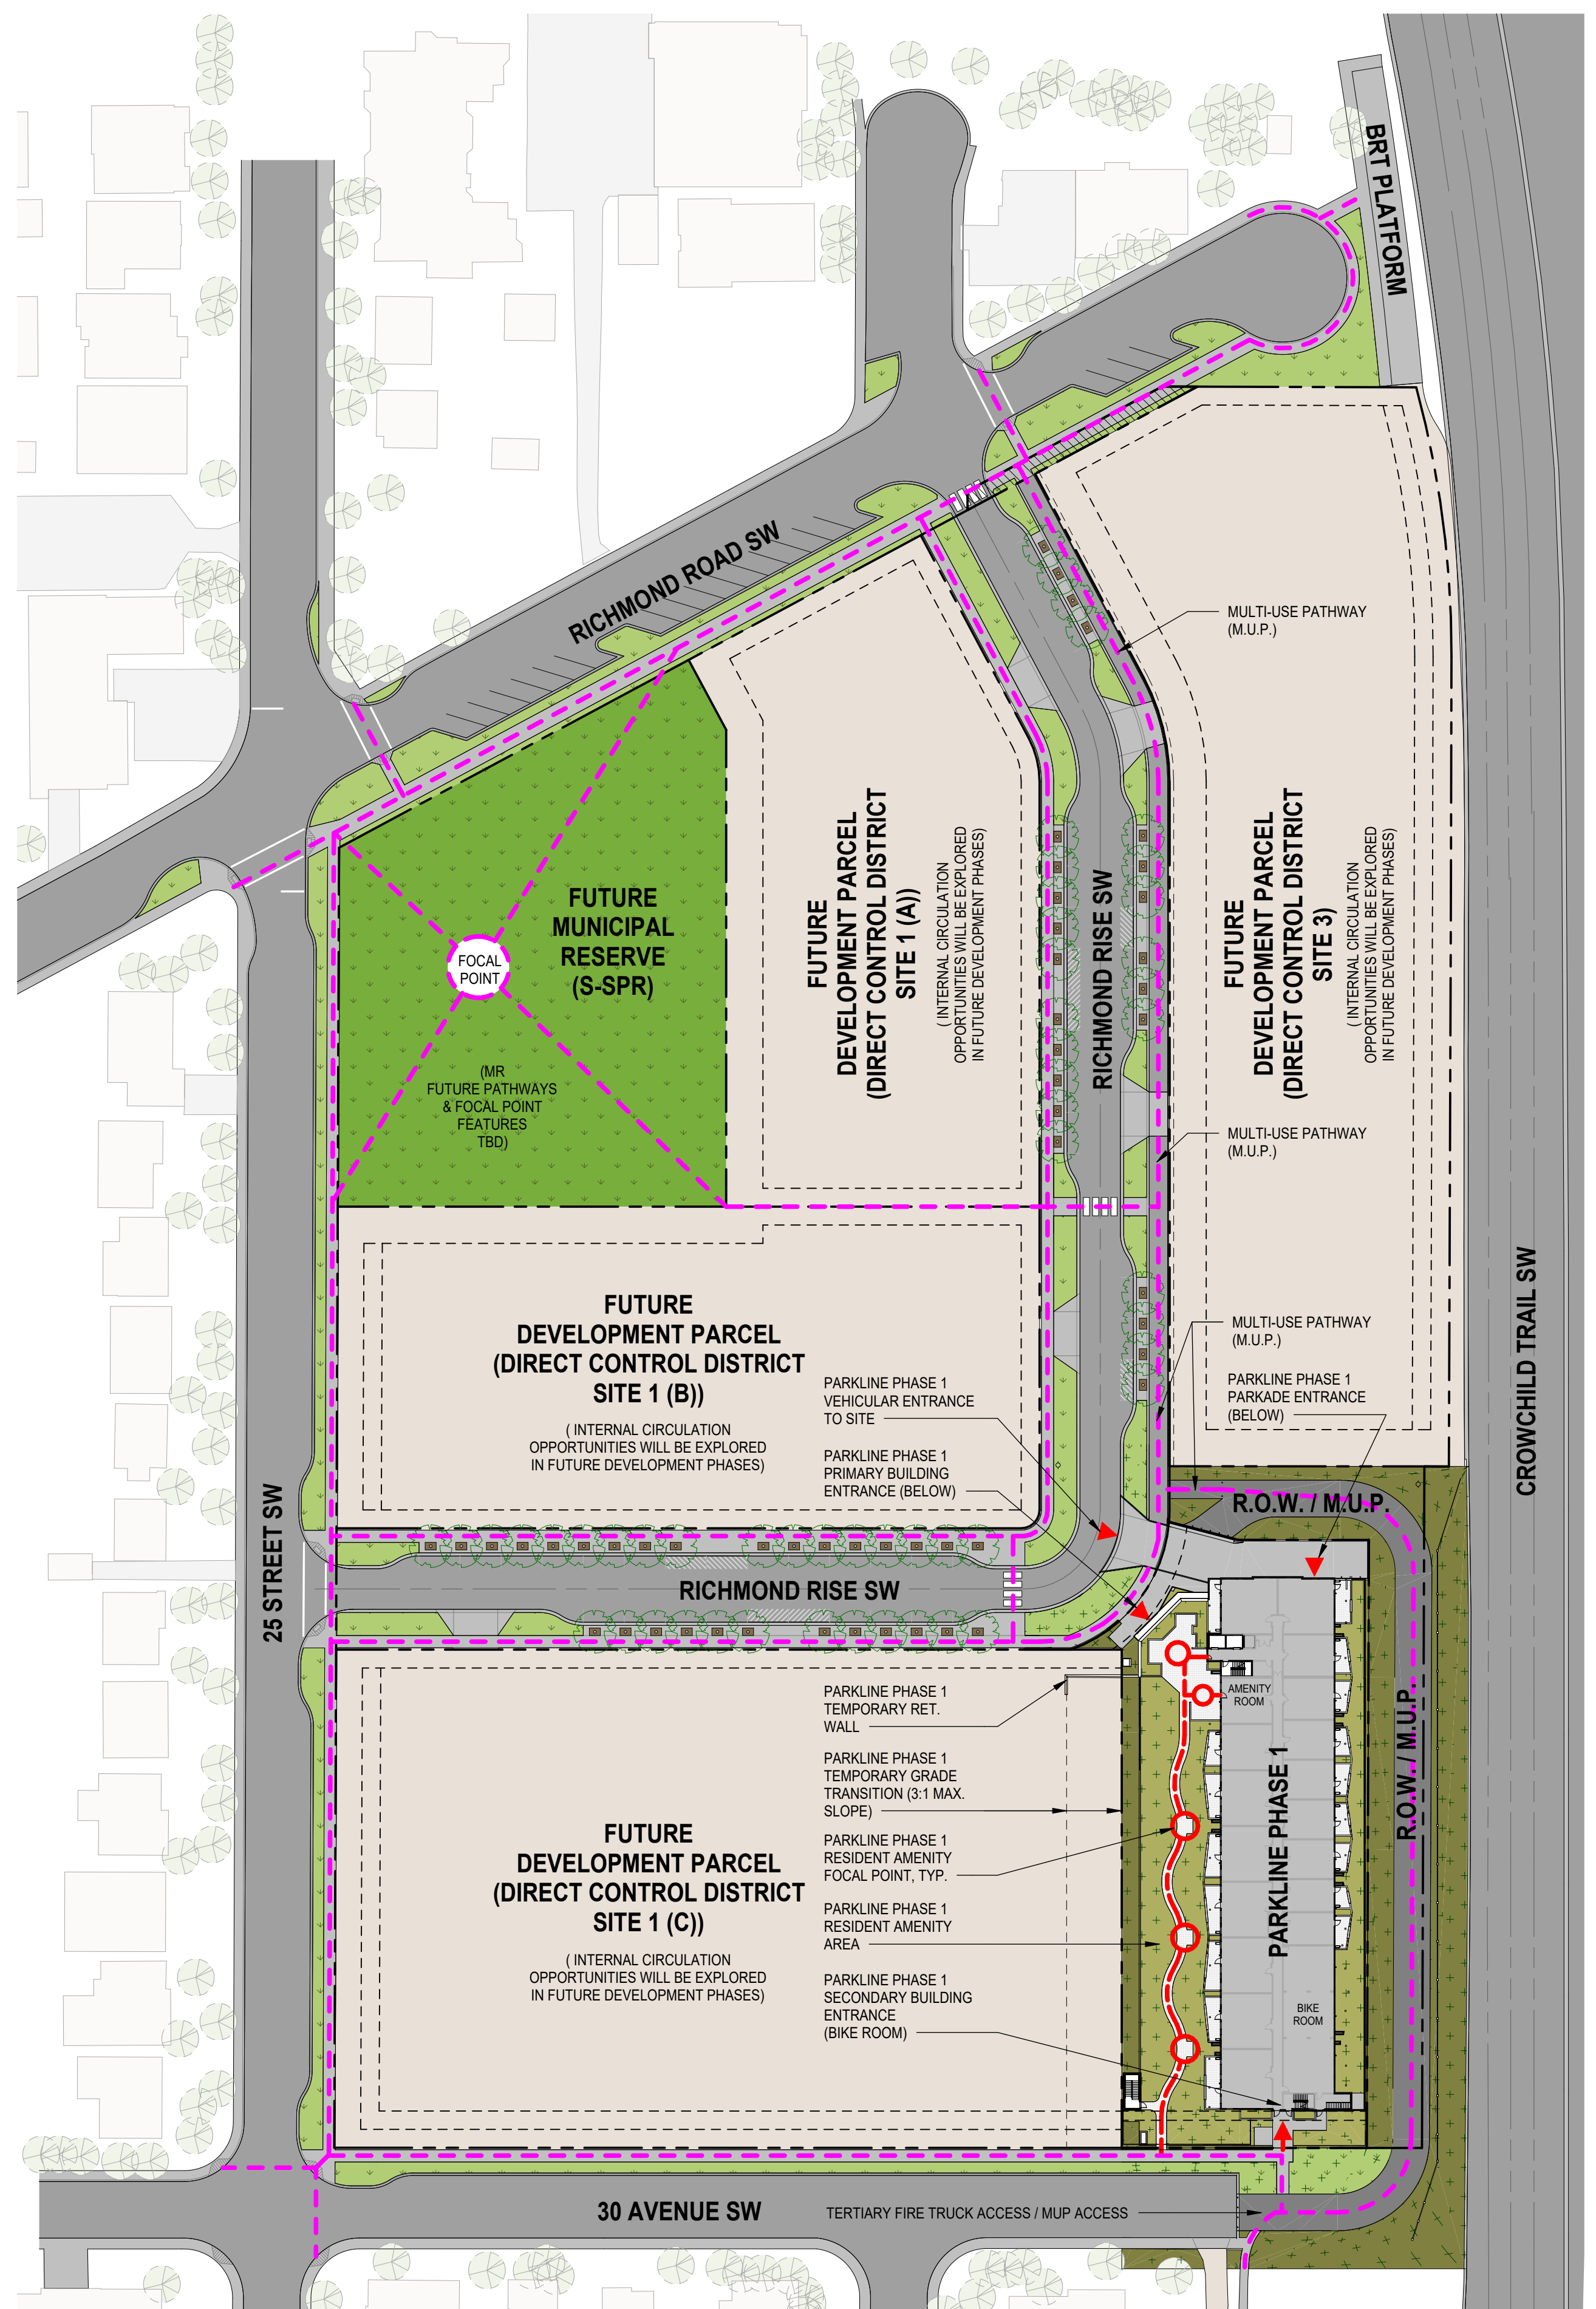 BRT PLATFORM
RICHMOND ROAD SW
MULTI-USE PATHWAY
(M.U.P.)
FUTURE
MUNICIPAL
RESERVE
(S-SPR)
FOCAL
POINT
(MR
FUTURE PATHWAYS
& FOCAL POINT
FEATURES
TBD)
FUTURE
DEVELOPMENT PARCEL
(DIRECT CONTROL DISTRICT
SITE 1 (A))
( INTERNAL CIRCULATION
OPPORTUNITIES WILL BE EXPLORED
IN FUTURE DEVELOPMENT PHASES)
RICHMOND RISE SW
FUTURE
DEVELOPMENT PARCEL
(DIRECT CONTROL DISTRICT
SITE 3)
( INTERNAL CIRCULATION
OPPORTUNITIES WILL BE EXPLORED
IN FUTURE DEVELOPMENT PHASES)
MULTI-USE PATHWAY
(M.U.P.)
CROWCHILD TRAIL SW
FUTURE
DEVELOPMENT PARCEL
(DIRECT CONTROL DISTRICT
SITE 1 (B))
( INTERNAL CIRCULATION
OPPORTUNITIES WILL BE EXPLORED
IN FUTURE DEVELOPMENT PHASES)
MULTI-USE PATHWAY
(M.U.P.)
PARKLINE PHASE 1
PARKADE ENTRANCE
(BELOW)
PARKLINE PHASE 1
VEHICULAR ENTRANCE
TO SITE
PARKLINE PHASE 1
PRIMARY BUILDING
ENTRANCE (BELOW)
R.O.W. / M.U.P.
25 STREET SW
RICHMOND RISE SW
AMENITY
ROOM
PARKLINE PHASE 1
TEMPORARY RET.
WALL
PARKLINE PHASE 1
TEMPORARY GRADE
TRANSITION (3:1 MAX.
SLOPE)
PARKLINE PHASE 1
RESIDENT AMENITY
FOCAL POINT, TYP.
PARKLINE PHASE 1
RESIDENT AMENITY
AREA
PARKLINE PHASE 1
SECONDARY BUILDING
ENTRANCE
(BIKE ROOM)
FUTURE
DEVELOPMENT PARCEL
(DIRECT CONTROL DISTRICT
SITE 1 (C))
( INTERNAL CIRCULATION
OPPORTUNITIES WILL BE EXPLORED
IN FUTURE DEVELOPMENT PHASES)
PARKLINE PHASE 1
R.O.W. / M.U.P.
BIKE
ROOM
30 AVENUE SW
TERTIARY FIRE TRUCK ACCESS / MUP ACCESS